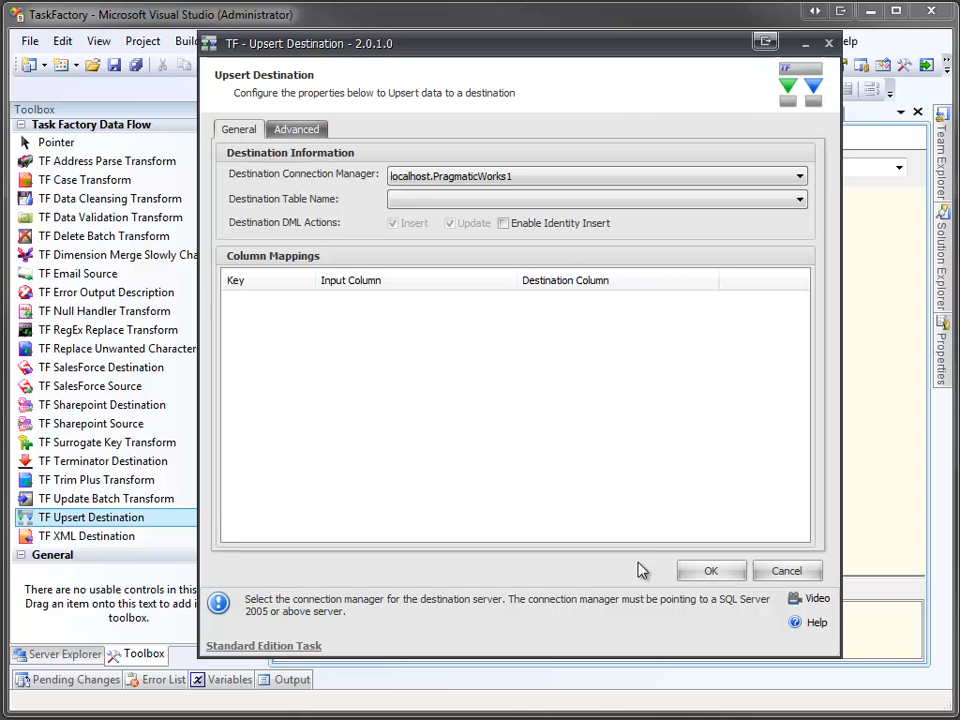 TaskFactory - Microsoft Visual Studio (Administrator)
File Edit View Project Buil elp
Toolbox
Task Factory Data Flow
Pointer
TF Address Parse Transform
TF Case Transform
TF Data Cleansing Transform
TF Data Validation Transform
TF Delete Batch Transform
TF Dimension Merge Slowly Cha
TF Email Source
TF Error Output Description
TF Null Handler Transform
TF RegEx Replace Transform
TF Replace Unwanted Character
TF SalesForce Destination
TF SalesForce Source
TF Sharepoint Destination
TF Sharepoint Source
TF Surrogate Key Transform
TF Terminator Destination
TF Trim Plus Transform
TF Update Batch Transform
TF Upsert Destination
TF XML Destination
General
There are no usable controls in this
Drag an item onto this text to add i
toolbox.
Server Explorer Toolbox
Pending Changes Error List Variables Output
TF - Upsert Destination - 2.0.1.0
Upsert Destination
Configure the properties below to Upsert data to a destination
TF
General Advanced
Destination Information
Destination Connection Manager: localhost.PragmaticWorks1
Destination Table Name:
Destination DML Actions: Insert Update Enable Identity Insert
Column Mappings
Key Input Column Destination Column
OK Cancel
Select the connection manager for the destination server. The connection manager must be pointing to a SQL Server
2005 or above server.
Video
Help
Standard Edition Task
Team Explorer
Solution Explorer
Properties